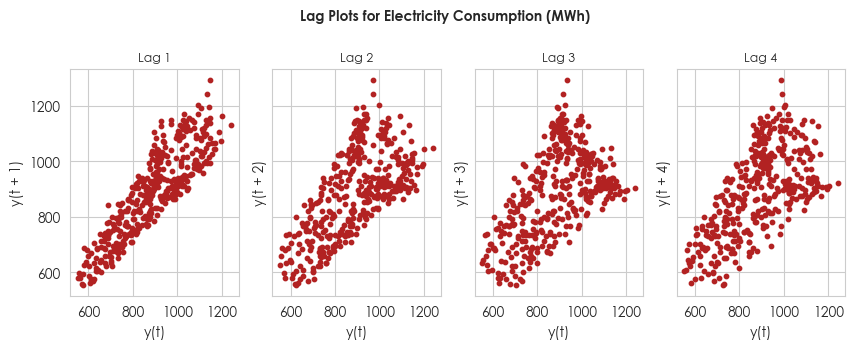 Lag Plots for Electricity Consumption (MWh)
Lag 1
Lag 2
Lag 3
Lag 4
1200
1000
800
600
y(t + 1)
y(t + 2)
y(t + 3)
y(t + 4)
600 800 1000 1200
600 800 1000 1200
600 800 1000 1200
600 800 1000 1200
y(t)
y(t)
y(t)
y(t)